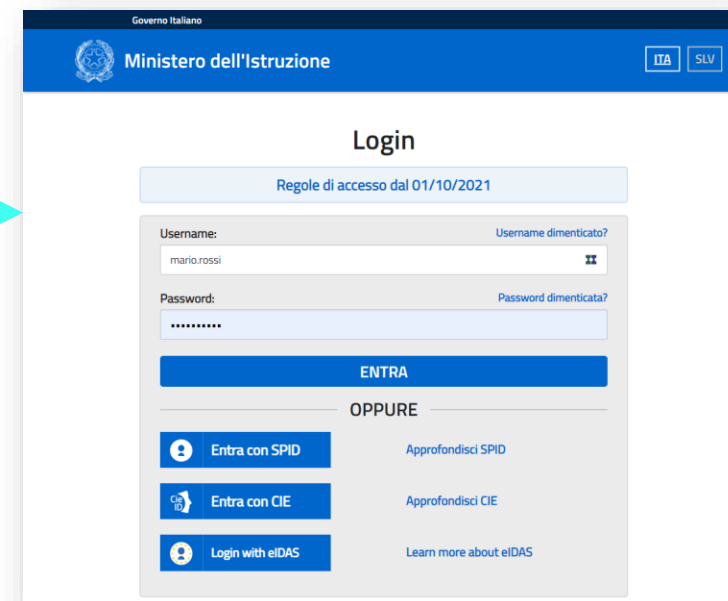 Governo Italiano
Ministero dell'Istruzione
ITA SLV
Login
Regole di accesso dal 01/10/2021
Username: Username dimenticato?
mario.rossi
Password: Password dimenticata?
••••••••••
ENTRA
OPPURE
Entra con SPID Approfondisci SPID
Cie ID Entra con CIE Approfondisci CIE
Login with eIDAS Learn more about eIDAS